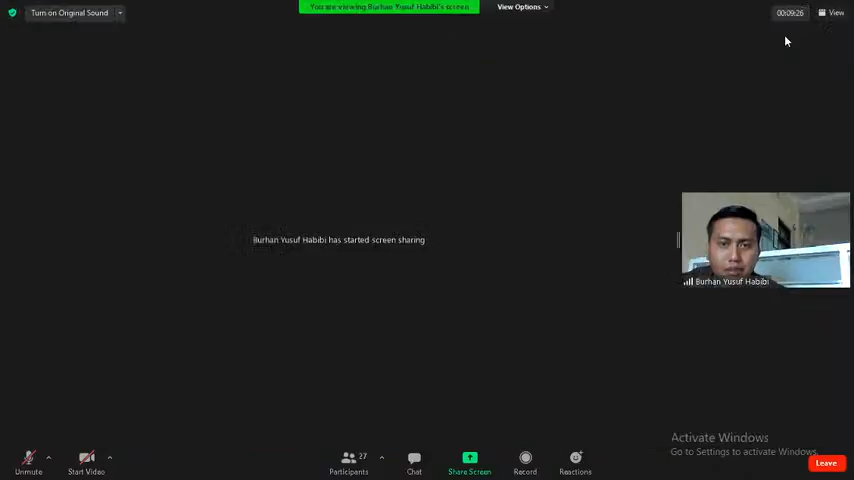 Turn on Original Sound
You are viewing Burhan Yusuf Habibi's screen
View Options
00:09:26
View
Burhan Yusuf Habibi has started screen sharing
Burhan Yusuf Habibi
Activate Windows
Go to Settings to activate Windows.
Unmute
Start Video
27
Participants
Chat
Share Screen
Record
Reactions
Leave